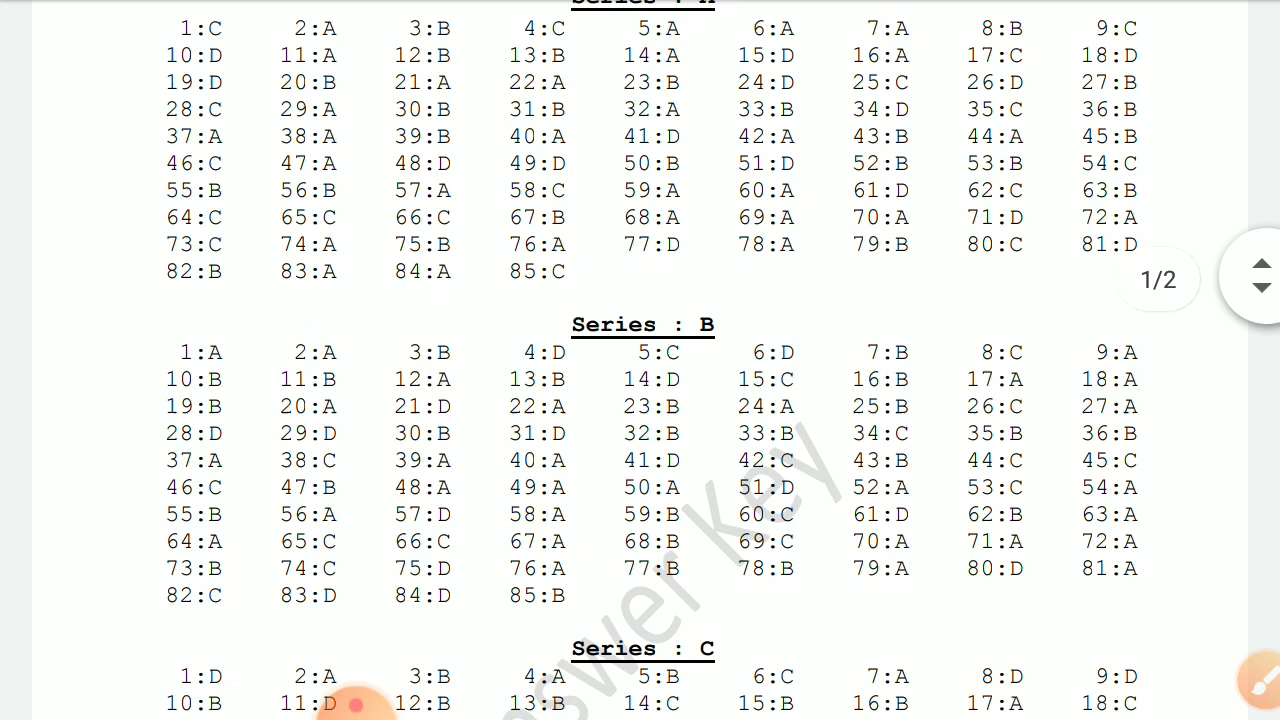 Series : A
1:C 2:A 3:B 4:C 5:A 6:A 7:A 8:B 9:C
10:D 11:A 12:B 13:B 14:A 15:D 16:A 17:C 18:D
19:D 20:B 21:A 22:A 23:B 24:D 25:C 26:D 27:B
28:C 29:A 30:B 31:B 32:A 33:B 34:D 35:C 36:B
37:A 38:A 39:B 40:A 41:D 42:A 43:B 44:A 45:B
46:C 47:A 48:D 49:D 50:B 51:D 52:B 53:B 54:C
55:B 56:B 57:A 58:C 59:A 60:A 61:D 62:C 63:B
64:C 65:C 66:C 67:B 68:A 69:A 70:A 71:D 72:A
73:C 74:A 75:B 76:A 77:D 78:A 79:B 80:C 81:D
82:B 83:A 84:A 85:C
1/2
Series : B
1:A 2:A 3:B 4:D 5:C 6:D 7:B 8:C 9:A
10:B 11:B 12:A 13:B 14:D 15:C 16:B 17:A 18:A
19:B 20:A 21:D 22:A 23:B 24:A 25:B 26:C 27:A
28:D 29:D 30:B 31:D 32:B 33:B 34:C 35:B 36:B
37:A 38:C 39:A 40:A 41:D 42:C 43:B 44:C 45:C
46:C 47:B 48:A 49:A 50:A 51:D 52:A 53:C 54:A
55:B 56:A 57:D 58:A 59:B 60:C 61:D 62:B 63:A
64:A 65:C 66:C 67:A 68:B 69:C 70:A 71:A 72:A
73:B 74:C 75:D 76:A 77:B 78:B 79:A 80:D 81:A
82:C 83:D 84:D 85:B
swer Key
Series : C
1:D 2:A 3:B 4:A 5:B 6:C 7:A 8:D 9:D
10:B 11:D 12:B 13:B 14:C 15:B 16:B 17:A 18:C